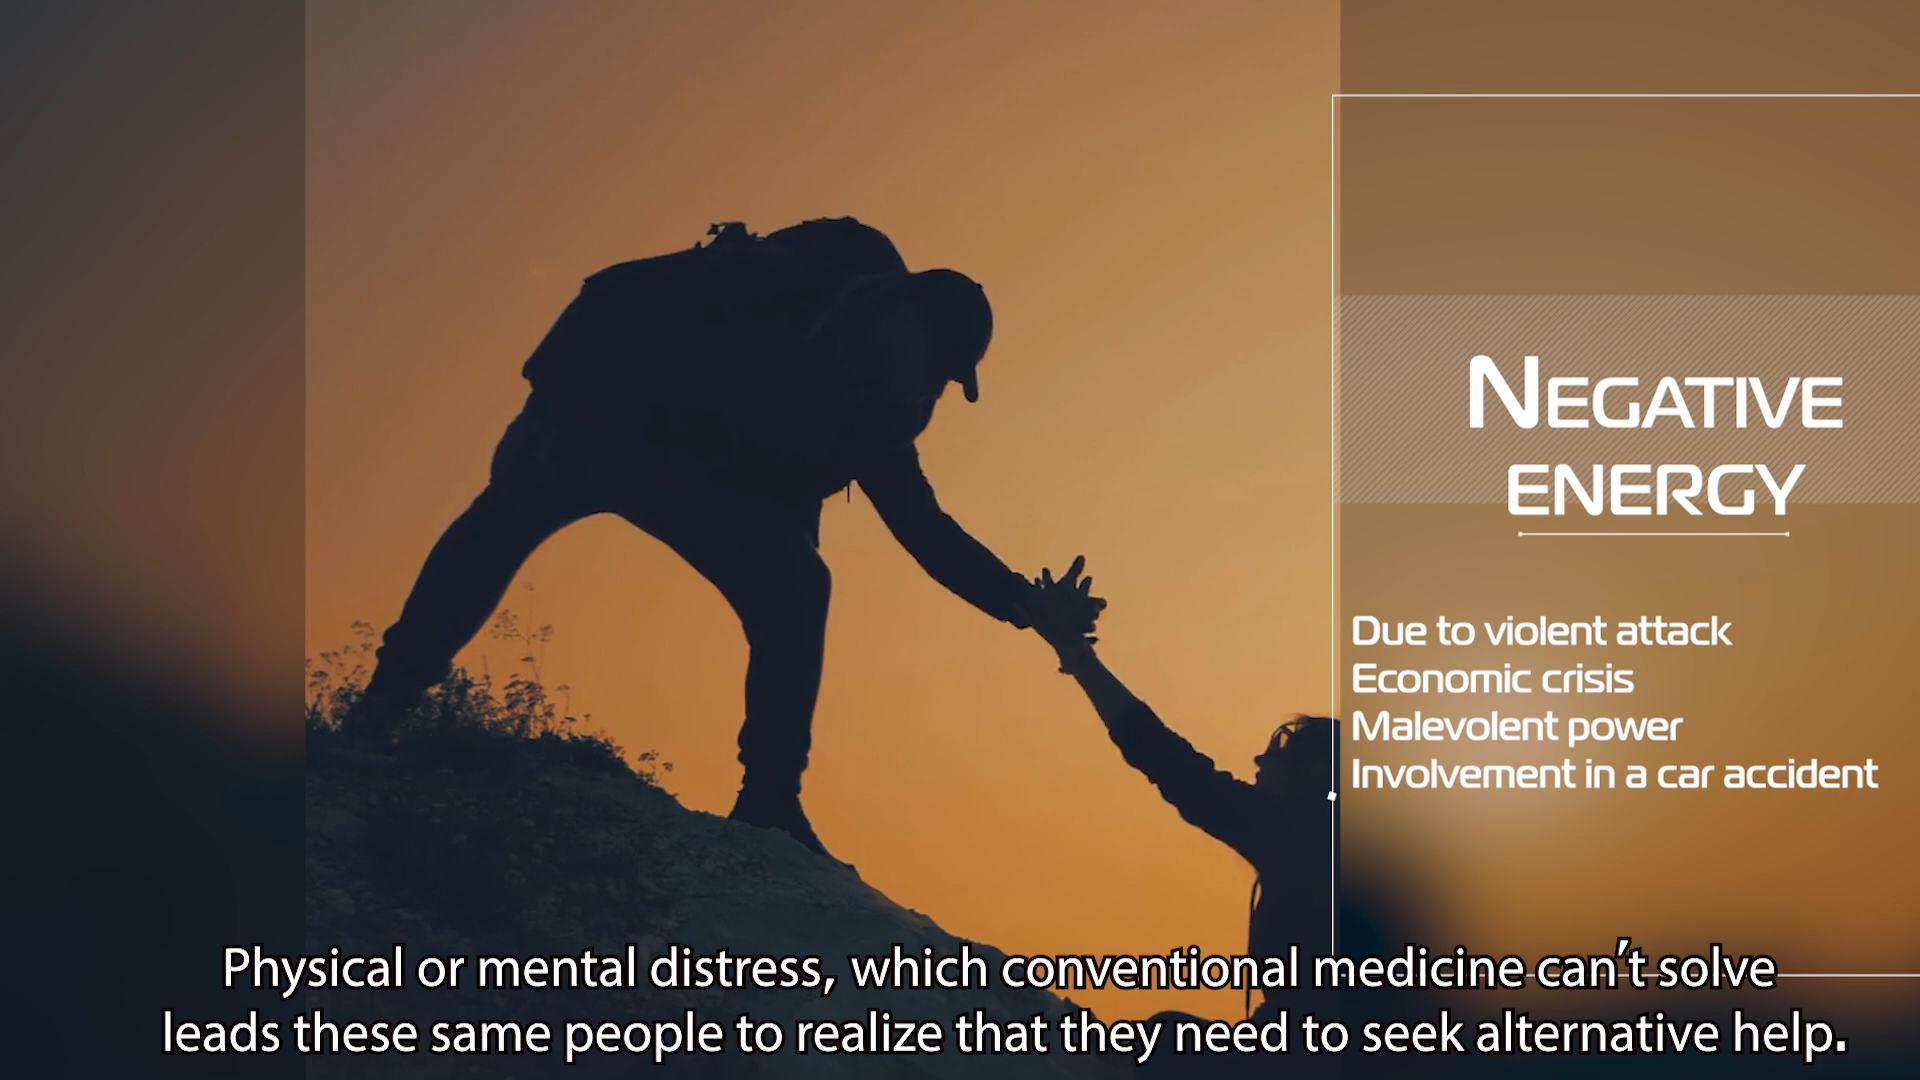 Negative
energy
Due to violent attack
Economic crisis
Malevolent power
Involvement in a car accident
Physical or mental distress, which conventional medicine can't solve
leads these same people to realize that they need to seek alternative help.